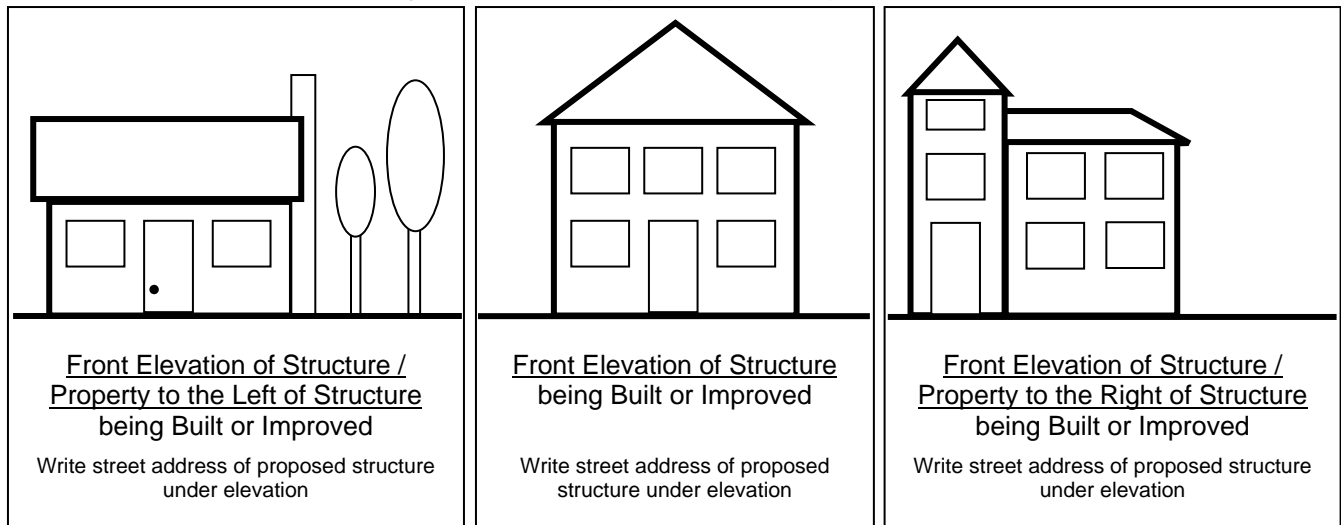 Front Elevation of Structure /
Property to the Left of Structure
being Built or Improved
Write street address of proposed structure
under elevation
Front Elevation of Structure
being Built or Improved
Write street address of proposed
structure under elevation
Front Elevation of Structure /
Property to the Right of Structure
being Built or Improved
Write street address of proposed structure
under elevation